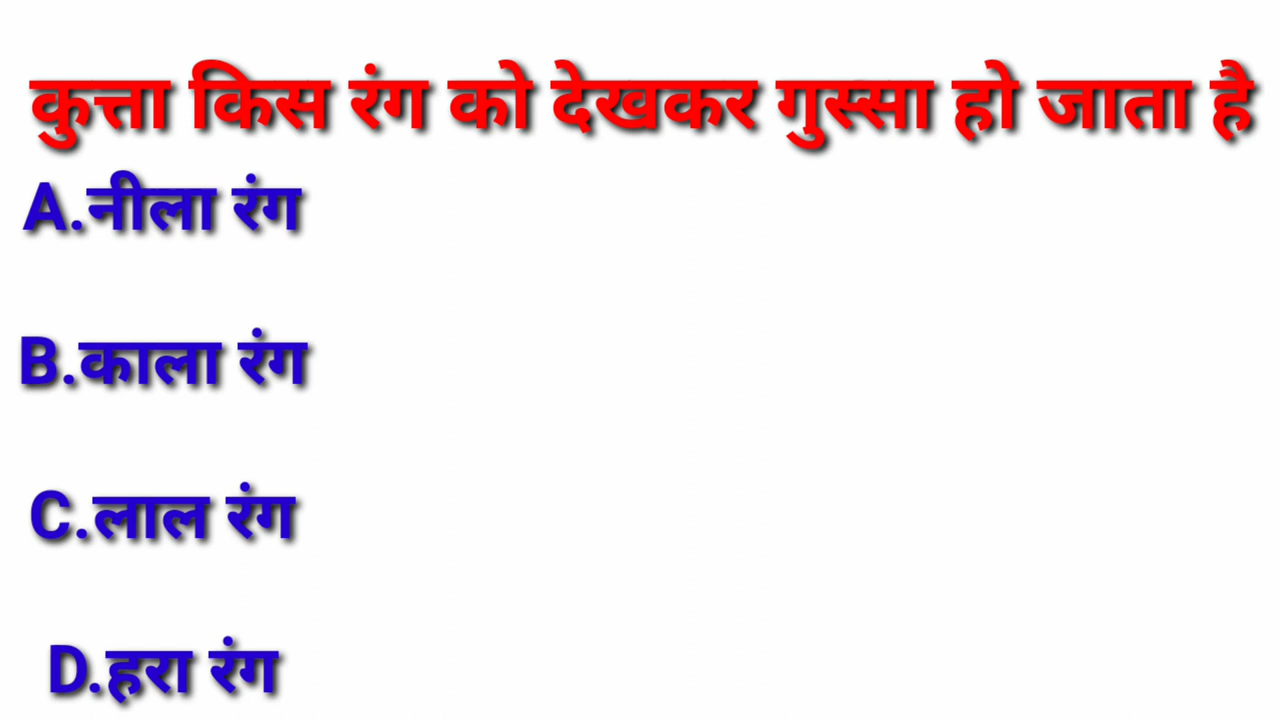 कुत्ता किस रंग को देखकर गुस्सा हो जाता है
A.नीला रंग
B.काला रंग
C.लाल रंग
D.हरा रंग